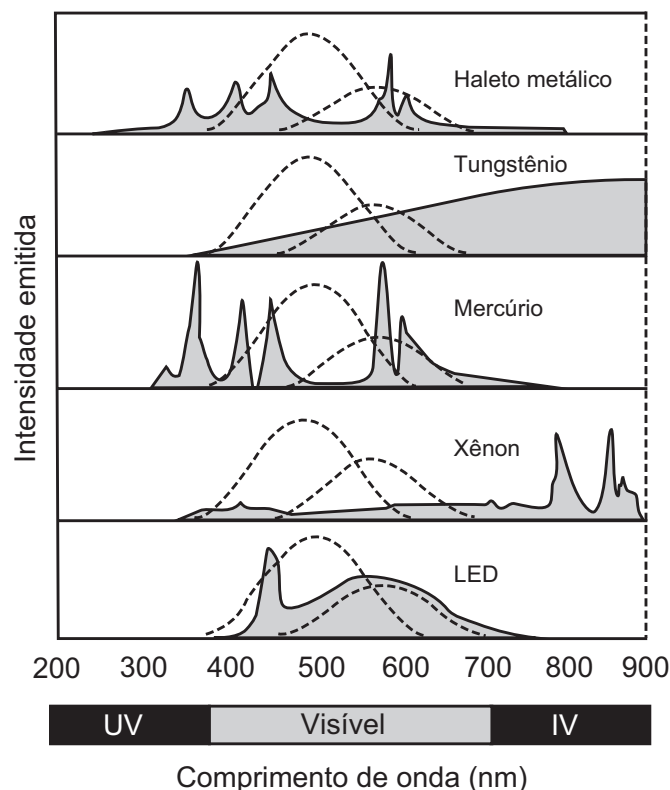 Haleto metálico
Tungstênio
Mercúrio
Xênon
LED
Intensidade emitida
200 300 400 500 600 700 800 900
UV Visível IV
Comprimento de onda (nm)